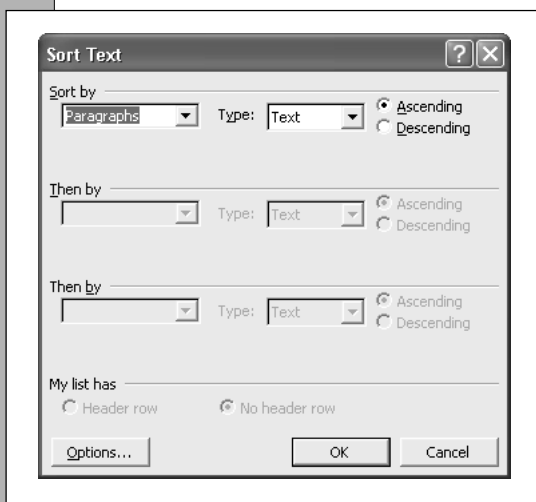 Sort Text
Sort by
Paragraphs Type: Text Ascending
Descending
Then by
Type: Text Ascending
Descending
Then by
Type: Text Ascending
Descending
My list has
Header row No header row
Options... OK Cancel